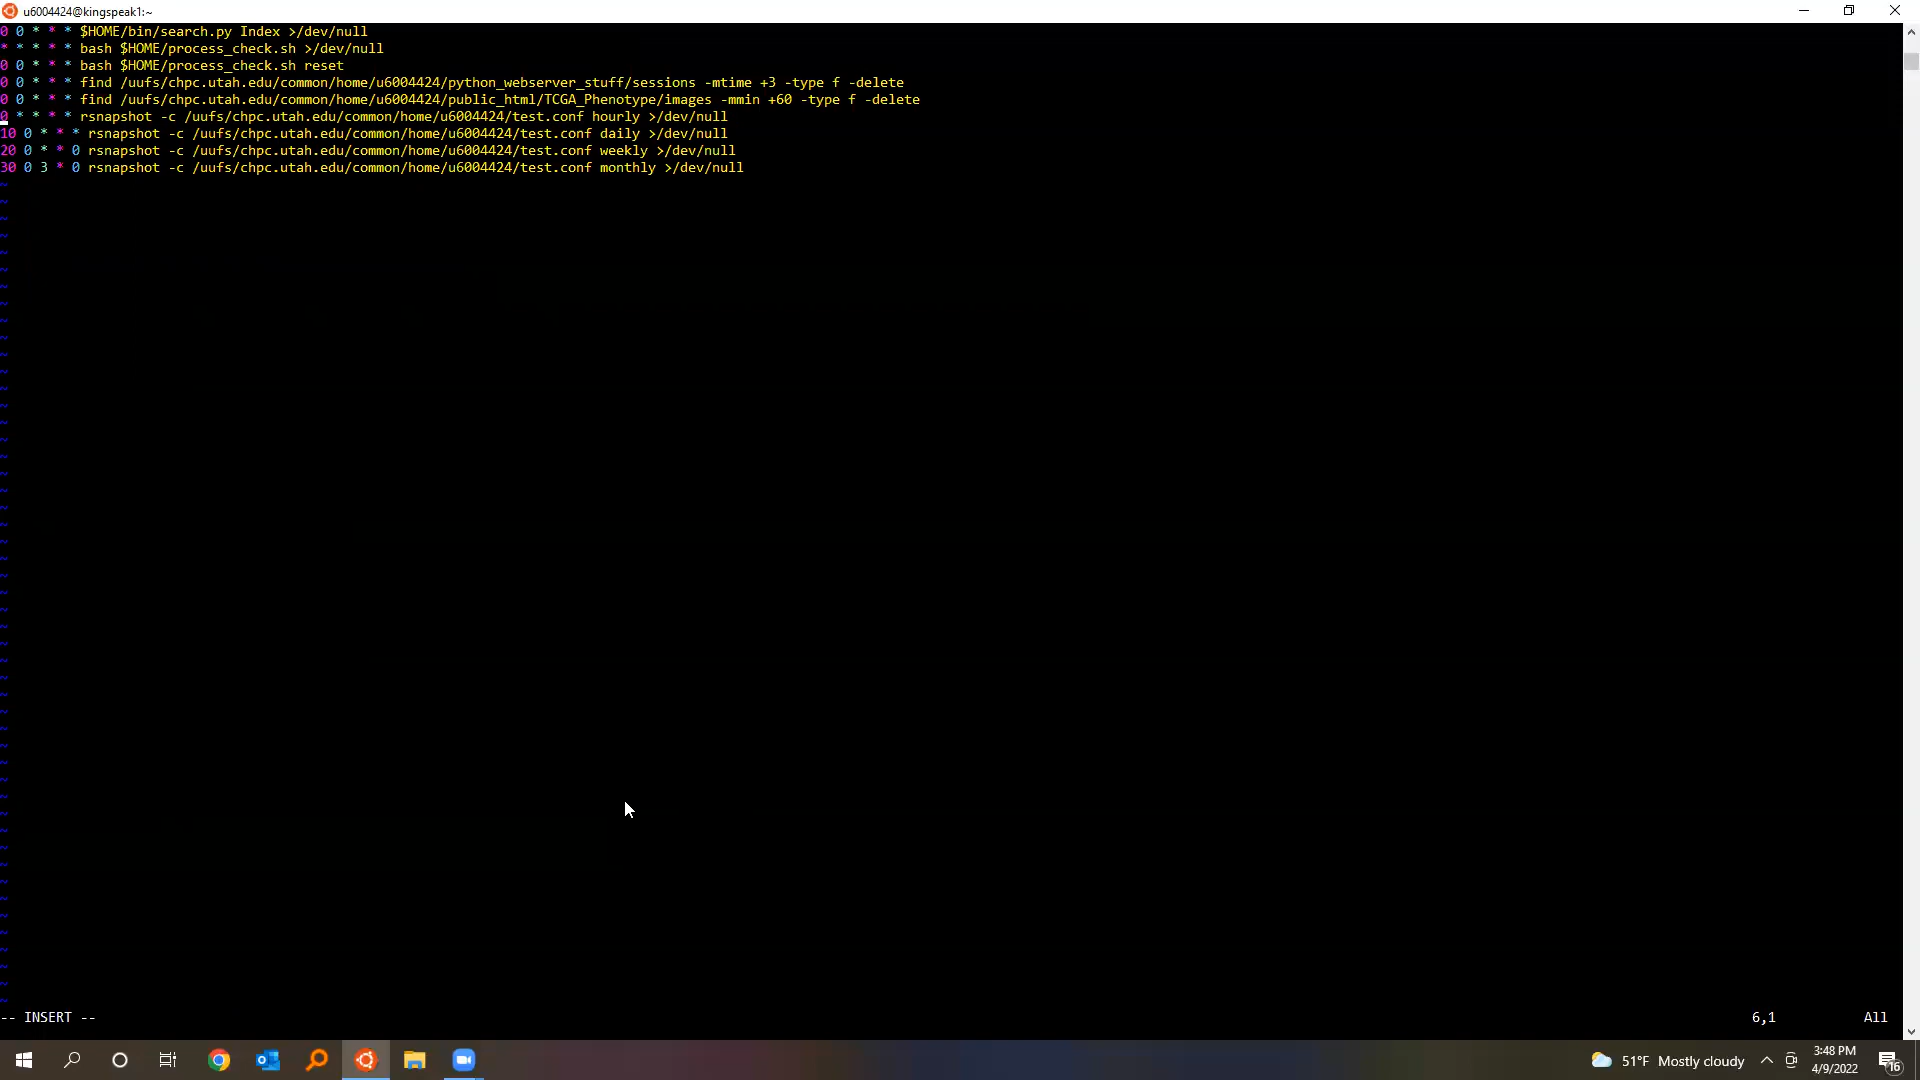 u6004424@kingspeak1:~
0 0 * * * $HOME/bin/search.py Index >/dev/null
* * * * * bash $HOME/process_check.sh >/dev/null
0 0 * * * bash $HOME/process_check.sh reset
0 0 * * * find /uufs/chpc.utah.edu/common/home/u6004424/python_webserver_stuff/sessions -mtime +3 -type f -delete
0 0 * * * find /uufs/chpc.utah.edu/common/home/u6004424/public_html/TCGA_Phenotype/images -mmin +60 -type f -delete
0 * * * * rsnapshot -c /uufs/chpc.utah.edu/common/home/u6004424/test.conf hourly >/dev/null
10 0 * * * rsnapshot -c /uufs/chpc.utah.edu/common/home/u6004424/test.conf daily >/dev/null
20 0 * * 0 rsnapshot -c /uufs/chpc.utah.edu/common/home/u6004424/test.conf weekly >/dev/null
30 0 3 * 0 rsnapshot -c /uufs/chpc.utah.edu/common/home/u6004424/test.conf monthly >/dev/null
-- INSERT -- 6,1 All
51°F Mostly cloudy
3:48 PM
4/9/2022
16